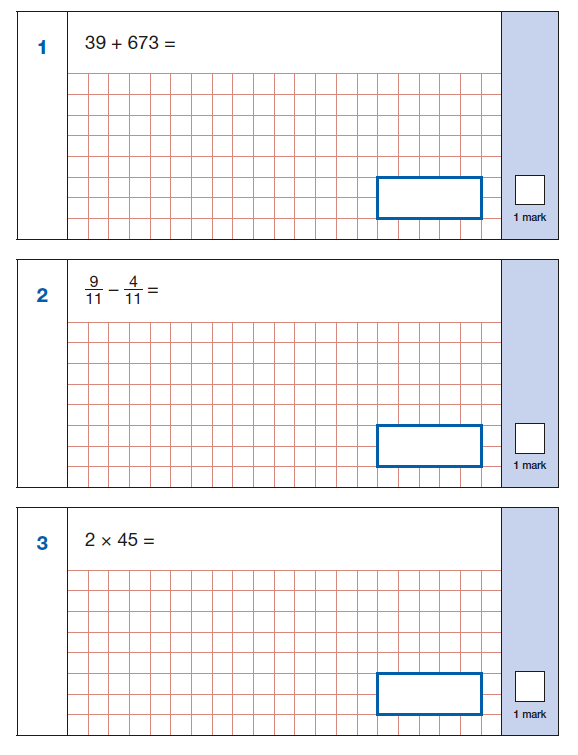 1
39 + 673 =
1 mark
2
9/11 − 4/11 =
1 mark
3
2 × 45 =
1 mark